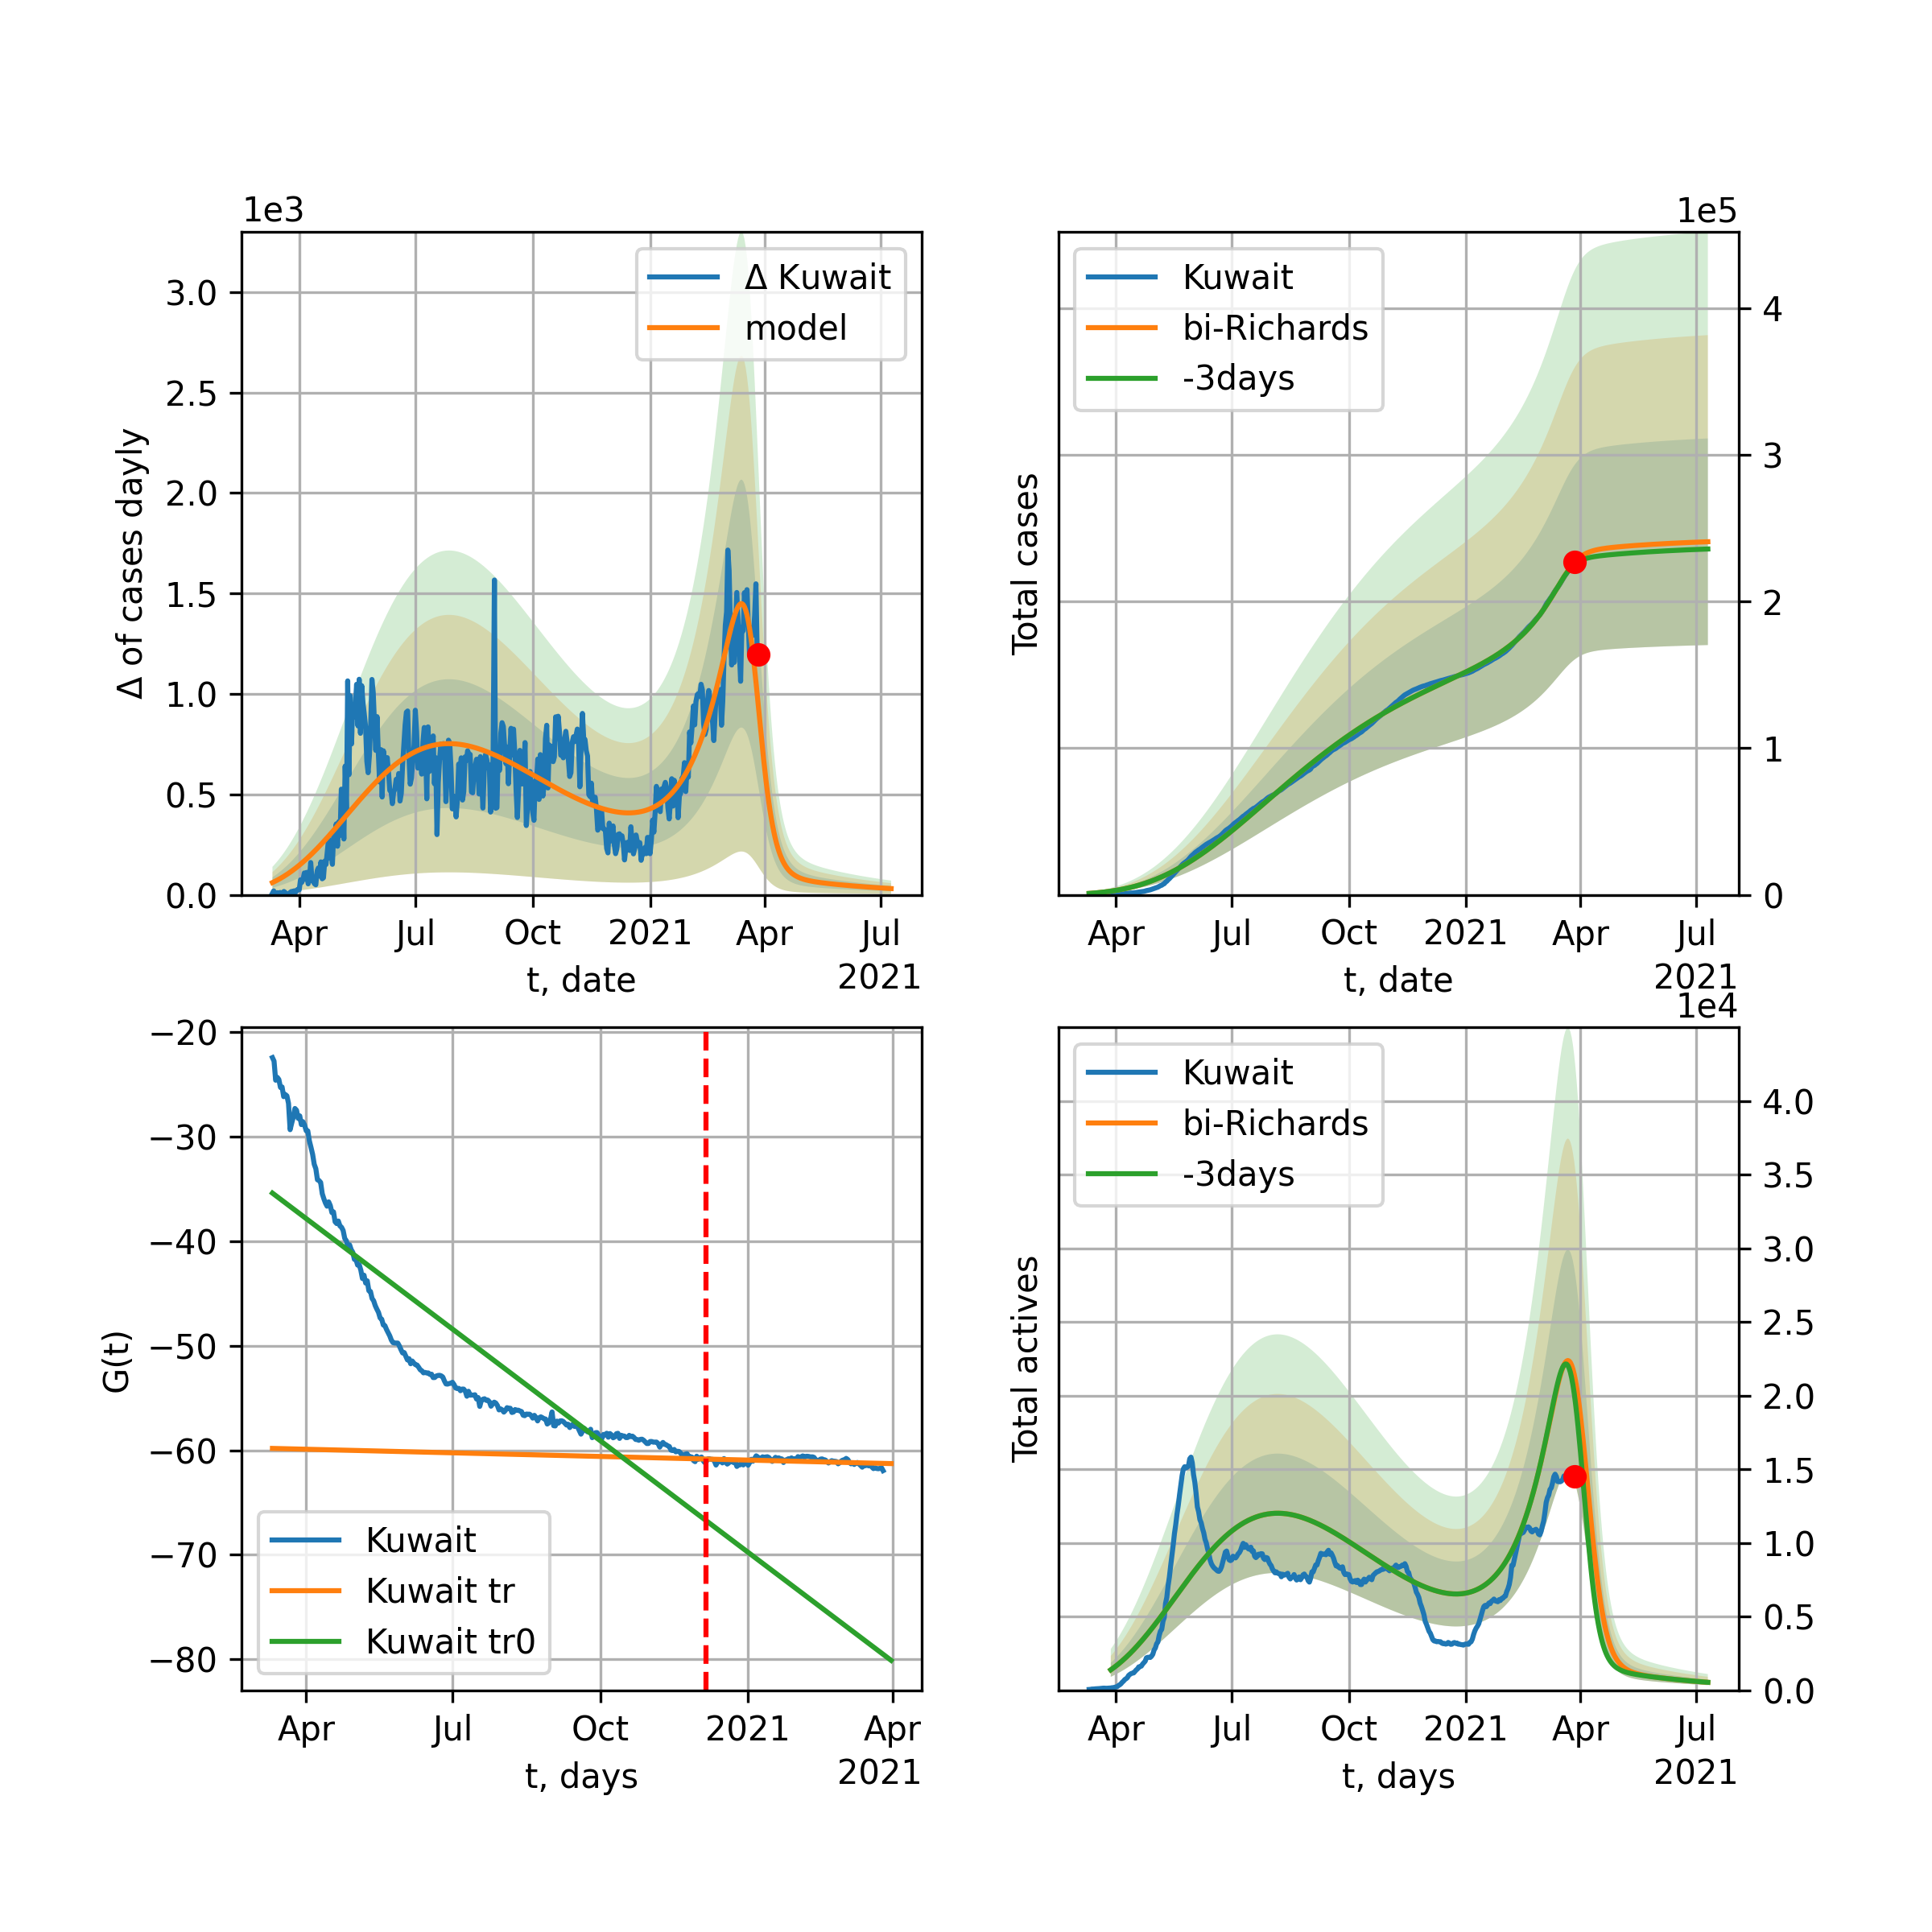 1e3
Δ of cases dayly
3.0
2.5
2.0
1.5
1.0
0.5
0.0
Δ Kuwait
model
Apr
Jul
Oct
2021
Apr
Jul
2021
t, date
1e5
Total cases
Kuwait
bi-Richards
-3days
4
3
2
1
0
Apr
Jul
Oct
2021
Apr
Jul
2021
t, date
G(t)
−20
−30
−40
−50
−60
−70
−80
Kuwait
Kuwait tr
Kuwait tr0
Apr
Jul
Oct
2021
Apr
2021
t, days
1e4
Total actives
Kuwait
bi-Richards
-3days
4.0
3.5
3.0
2.5
2.0
1.5
1.0
0.5
0.0
Apr
Jul
Oct
2021
Apr
Jul
2021
t, days